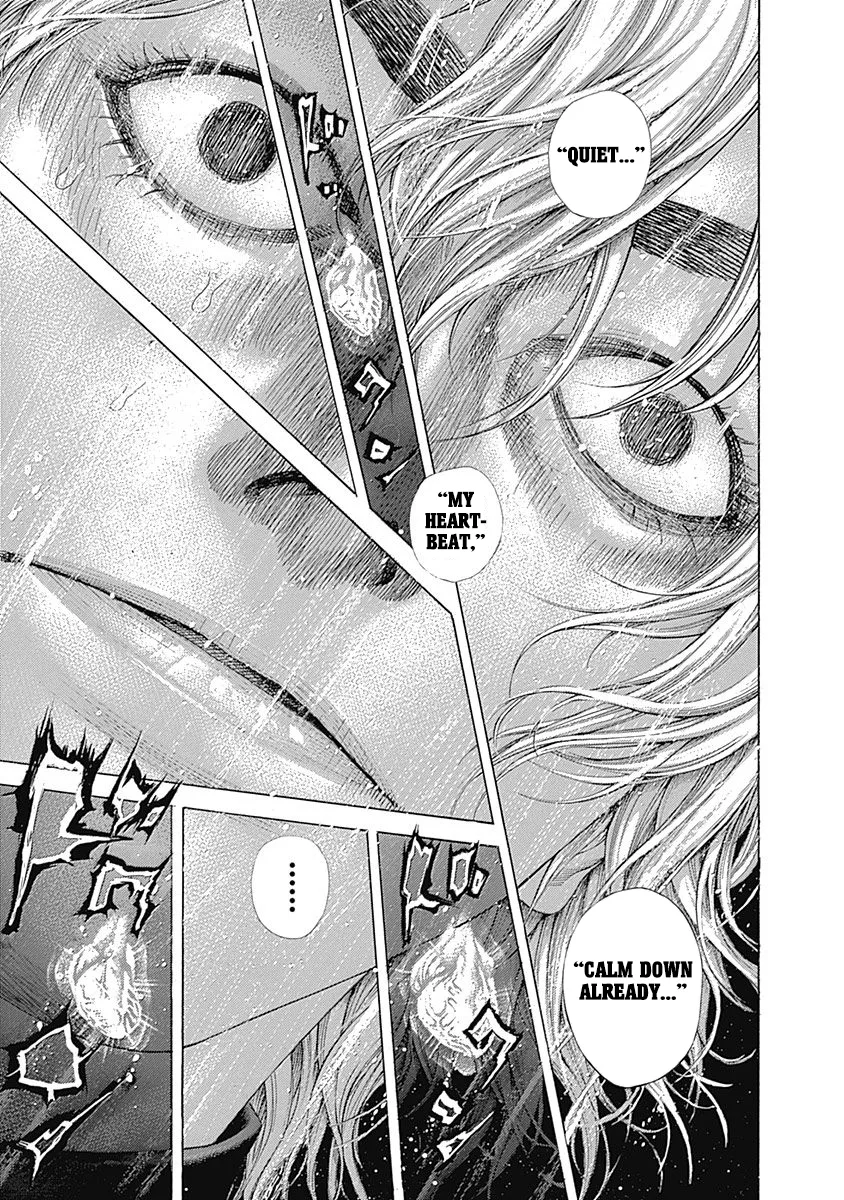 “QUIET...”
“MY
HEART-
BEAT,”
“CALM DOWN
ALREADY...”
......